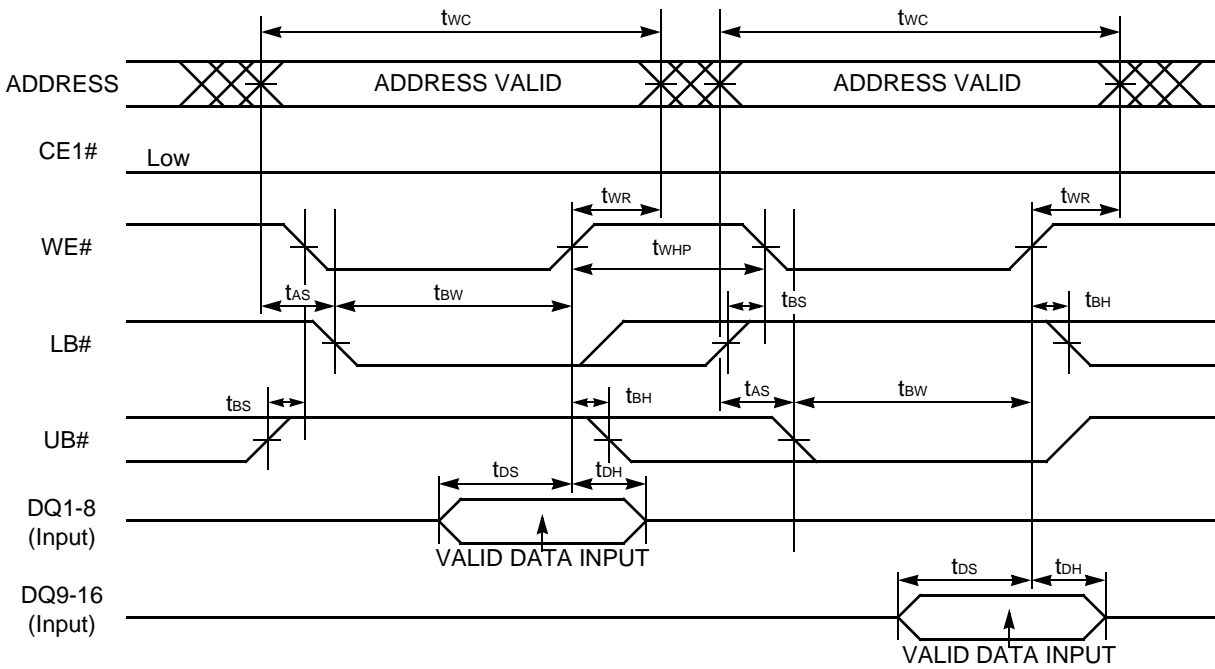 tWC tWC
ADDRESS ADDRESS VALID ADDRESS VALID
CE1# Low
tWR tWR
WE#
tWHP
tAS tBW tBS tBH
LB#
tBS tBH tAS tBW
UB#
tDS tDH
DQ1-8
(Input)
VALID DATA INPUT
DQ9-16
(Input)
tDS tDH
VALID DATA INPUT